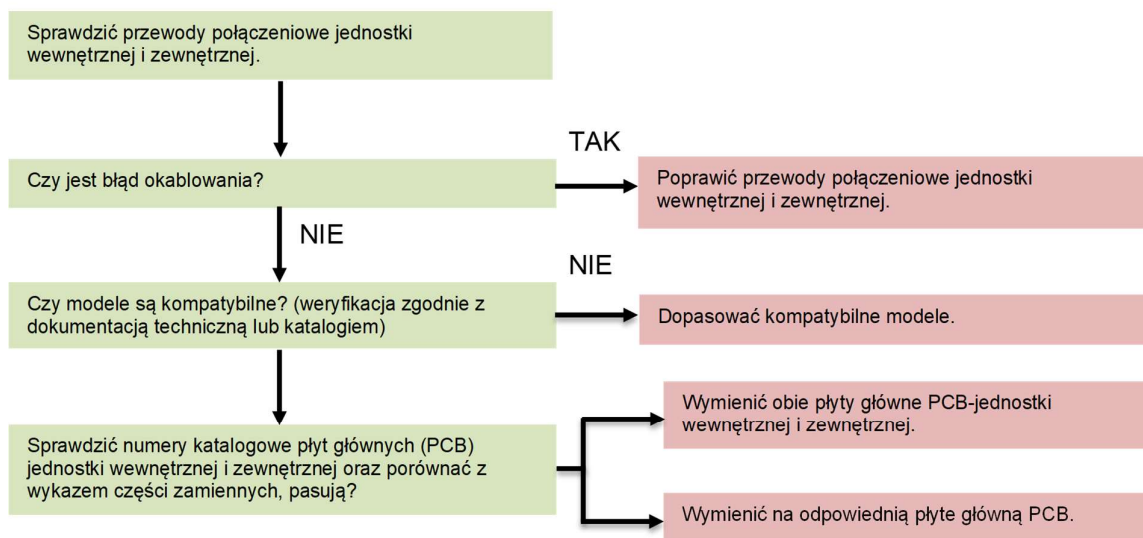 Sprawdzić przewody połączeniowe jednostki
wewnętrznej i zewnętrznej.
TAK
Czy jest błąd okablowania?
Poprawić przewody połączeniowe jednostki
wewnętrznej i zewnętrznej.
NIE
NIE
Czy modele są kompatybilne? (weryfikacja zgodnie z
dokumentacją techniczną lub katalogiem)
Dopasować kompatybilne modele.
Wymienić obie płyty główne PCB-jednostki
wewnętrznej i zewnętrznej.
Sprawdzić numery katalogowe płyt głównych (PCB)
jednostki wewnętrznej i zewnętrznej oraz porównać z
wykazem części zamiennych, pasują?
Wymienić na odpowiednią płyte główną PCB.